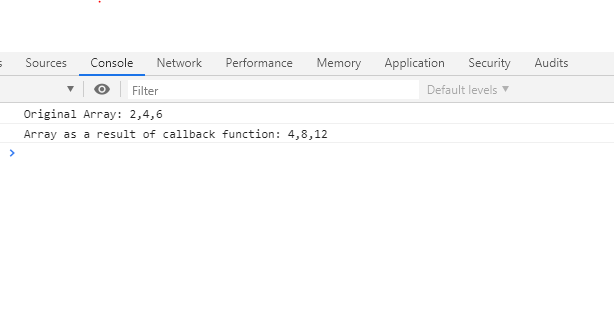 Sources Console Network Performance Memory Application Security Audits
Filter Default levels ▼
Original Array: 2,4,6
Array as a result of callback function: 4,8,12
>